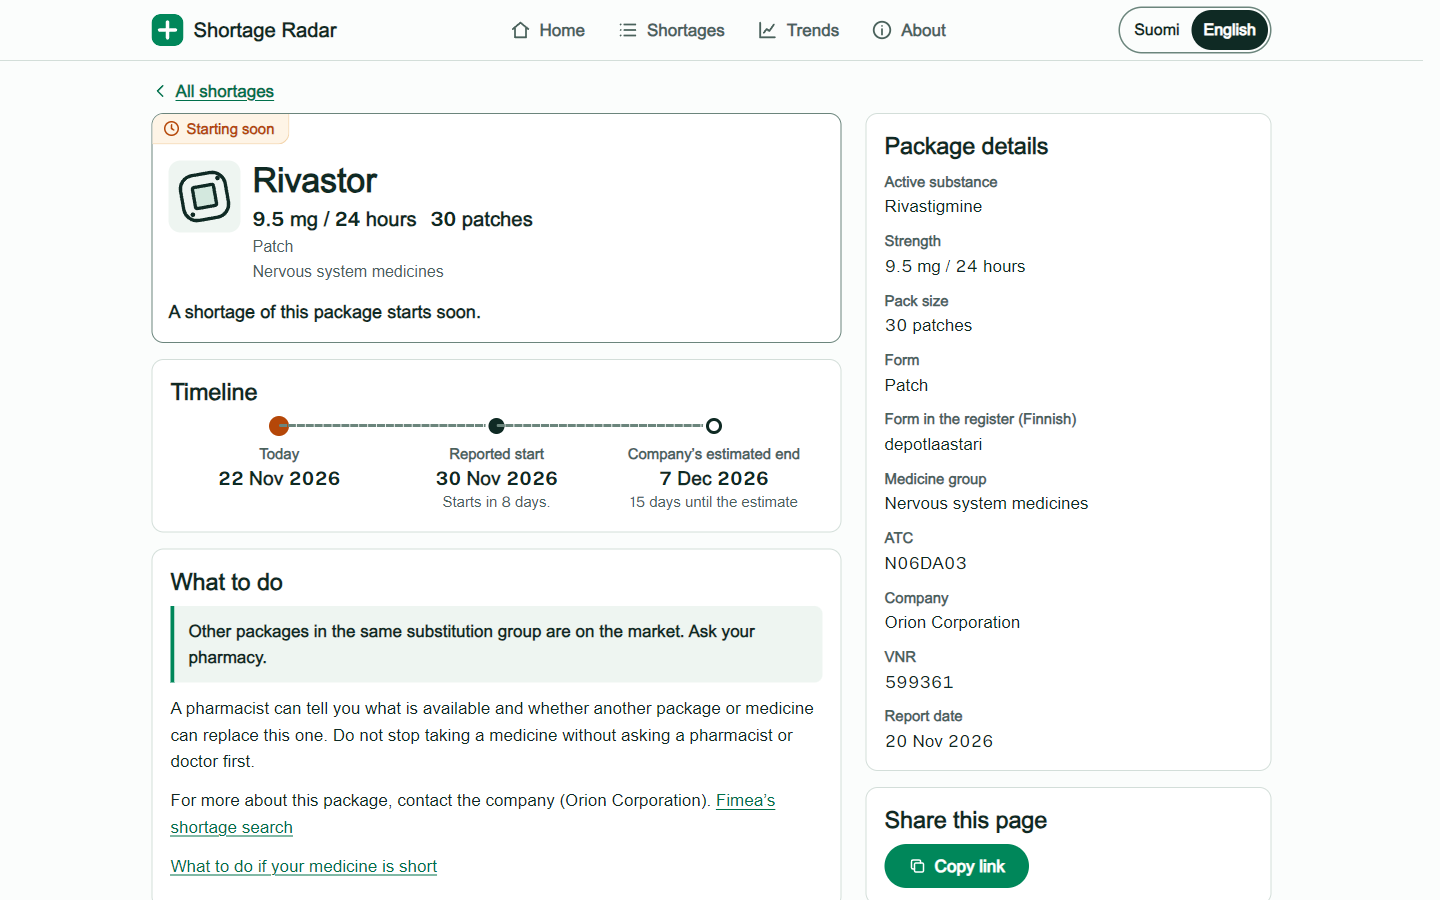 Shortage Radar
Home
Shortages
Trends
About
Suomi
English
All shortages
Starting soon
Rivastor
9.5 mg / 24 hours 30 patches
Patch
Nervous system medicines
A shortage of this package starts soon.
Timeline
Today
22 Nov 2026
Reported start
30 Nov 2026
Starts in 8 days.
Company's estimated end
7 Dec 2026
15 days until the estimate
What to do
Other packages in the same substitution group are on the market. Ask your
pharmacy.
A pharmacist can tell you what is available and whether another package or medicine
can replace this one. Do not stop taking a medicine without asking a pharmacist or
doctor first.
For more about this package, contact the company (Orion Corporation). Fimea's
shortage search
What to do if your medicine is short
Package details
Active substance
Rivastigmine
Strength
9.5 mg / 24 hours
Pack size
30 patches
Form
Patch
Form in the register (Finnish)
depotlaastari
Medicine group
Nervous system medicines
ATC
N06DA03
Company
Orion Corporation
VNR
599361
Report date
20 Nov 2026
Share this page
Copy link